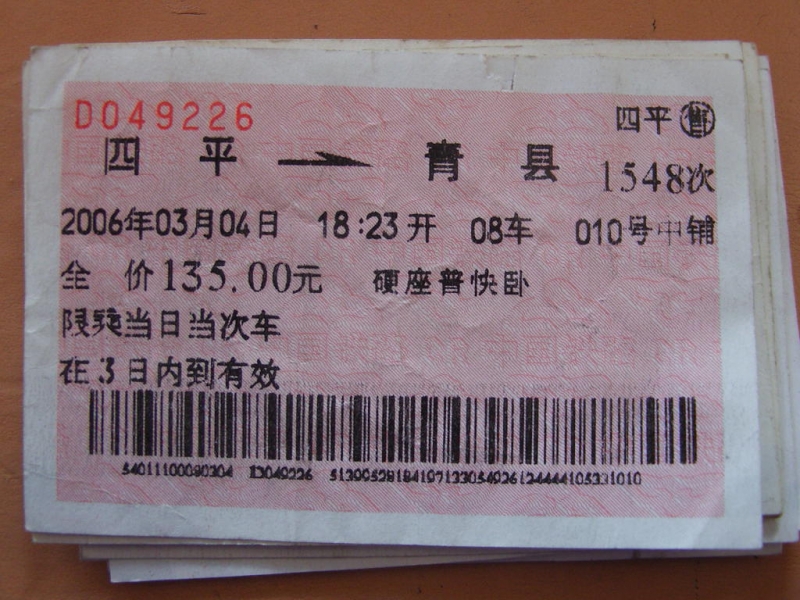 D049226
四平售
四 平 → 青 县 1548次
2006年03月04日 18:23开 08车 010号中铺
全 价135.00元 硬座普快卧
限乘当日当次车
在3日内到有效